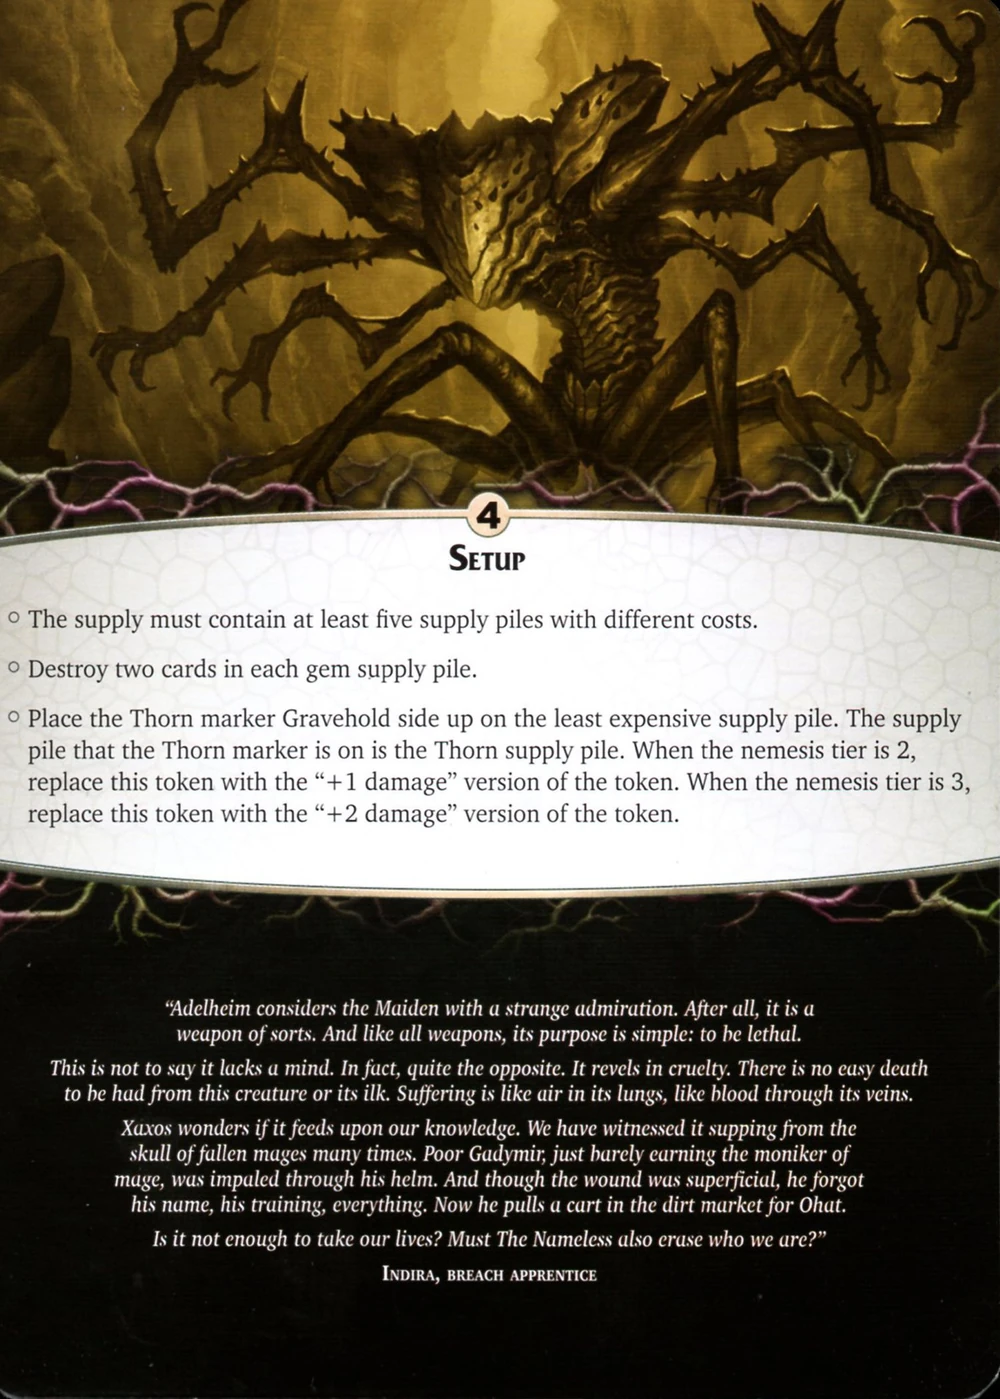 4
SETUP
○ The supply must contain at least five supply piles with different costs.
○ Destroy two cards in each gem supply pile.
○ Place the Thorn marker Gravehold side up on the least expensive supply pile. The supply
pile that the Thorn marker is on is the Thorn supply pile. When the nemesis tier is 2,
replace this token with the “+1 damage” version of the token. When the nemesis tier is 3,
replace this token with the “+2 damage” version of the token.
“Adelheim considers the Maiden with a strange admiration. After all, it is a
weapon of sorts. And like all weapons, its purpose is simple: to be lethal.
This is not to say it lacks a mind. In fact, quite the opposite. It revels in cruelty. There is no easy death
to be had from this creature or its ilk. Suffering is like air in its lungs, like blood through its veins.
Xaxos wonders if it feeds upon our knowledge. We have witnessed it supping from the
skull of fallen mages many times. Poor Gadymir, just barely earning the moniker of
mage, was impaled through his helm. And though the wound was superficial, he forgot
his name, his training, everything. Now he pulls a cart in the dirt market for Ohat.
Is it not enough to take our lives? Must The Nameless also erase who we are?”
INDIRA, BREACH APPRENTICE